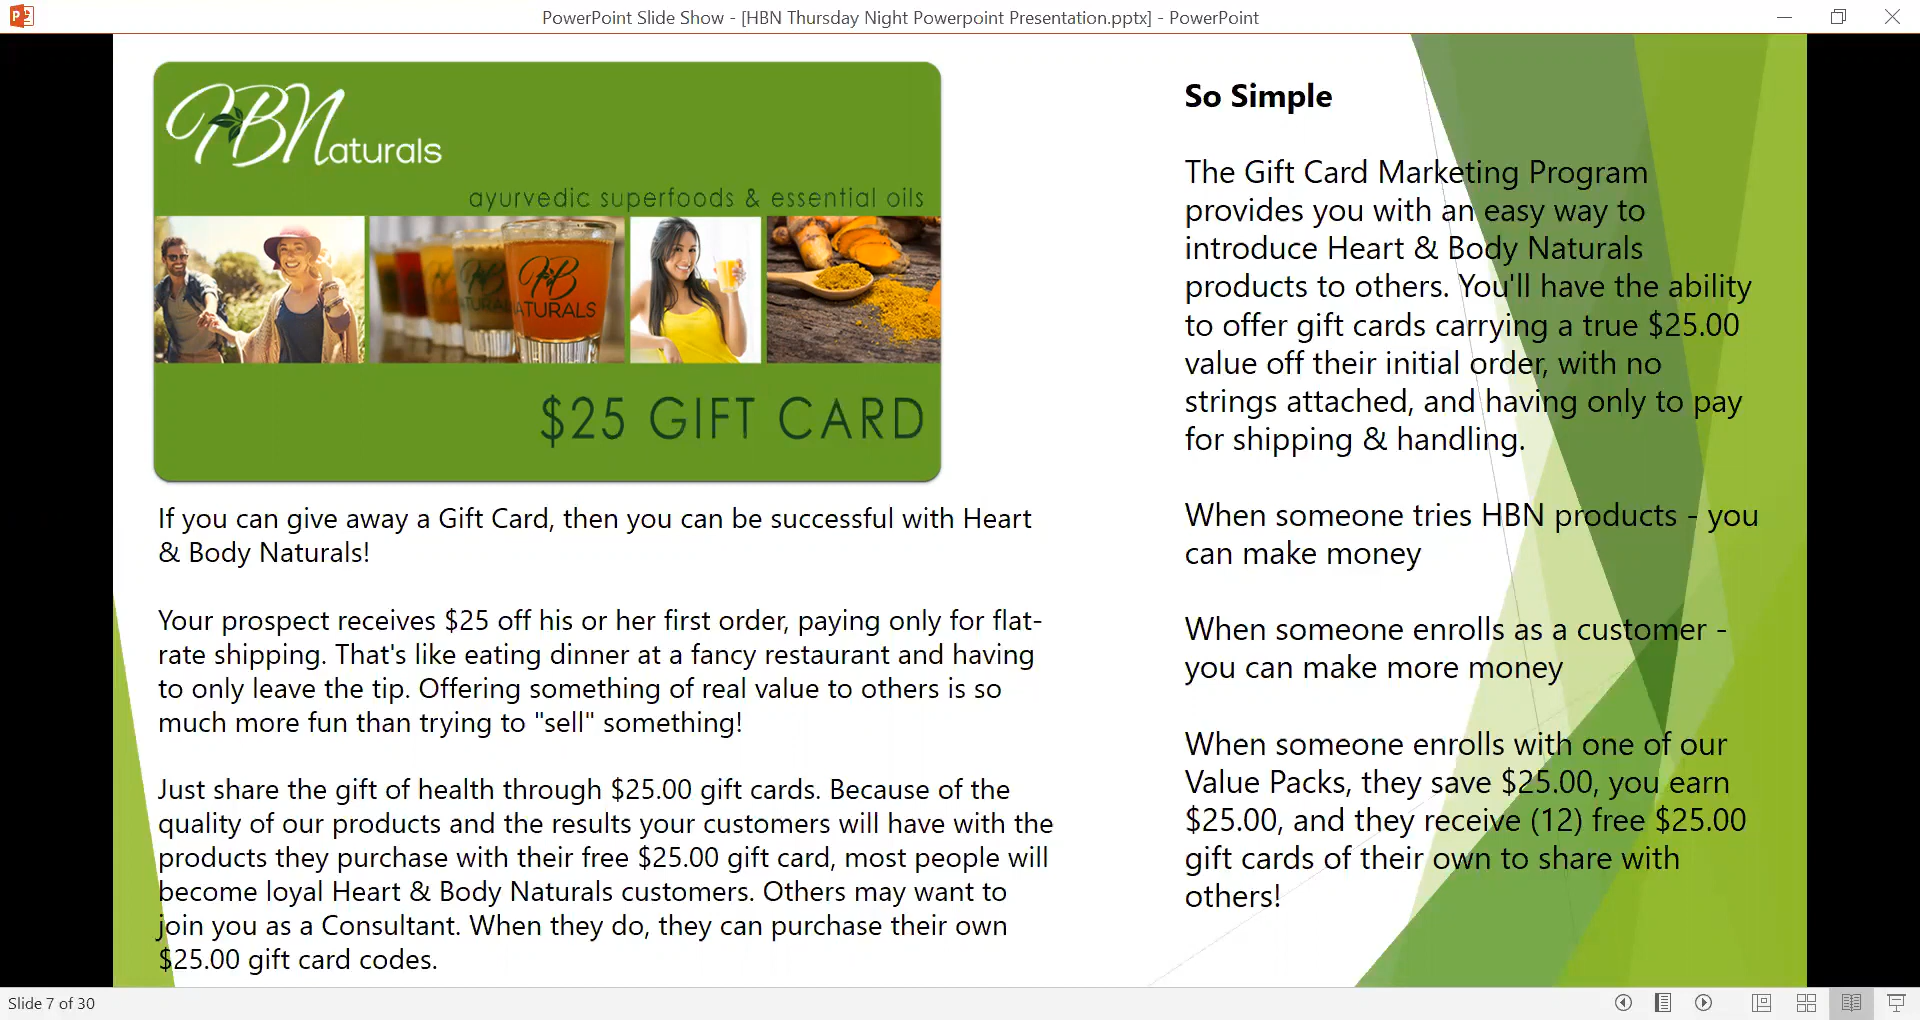 PowerPoint Slide Show - [HBN Thursday Night Powerpoint Presentation.pptx] - PowerPoint
HBNaturals
ayurvedic superfoods & essential oils
HB
NATURALS
$25 GIFT CARD
If you can give away a Gift Card, then you can be successful with Heart
& Body Naturals!
Your prospect receives $25 off his or her first order, paying only for flat-
rate shipping. That's like eating dinner at a fancy restaurant and having
to only leave the tip. Offering something of real value to others is so
much more fun than trying to "sell" something!
Just share the gift of health through $25.00 gift cards. Because of the
quality of our products and the results your customers will have with the
products they purchase with their free $25.00 gift card, most people will
become loyal Heart & Body Naturals customers. Others may want to
join you as a Consultant. When they do, they can purchase their own
$25.00 gift card codes.
So Simple
The Gift Card Marketing Program
provides you with an easy way to
introduce Heart & Body Naturals
products to others. You'll have the ability
to offer gift cards carrying a true $25.00
value off their initial order, with no
strings attached, and having only to pay
for shipping & handling.
When someone tries HBN products - you
can make money
When someone enrolls as a customer -
you can make more money
When someone enrolls with one of our
Value Packs, they save $25.00, you earn
$25.00, and they receive (12) free $25.00
gift cards of their own to share with
others!
Slide 7 of 30